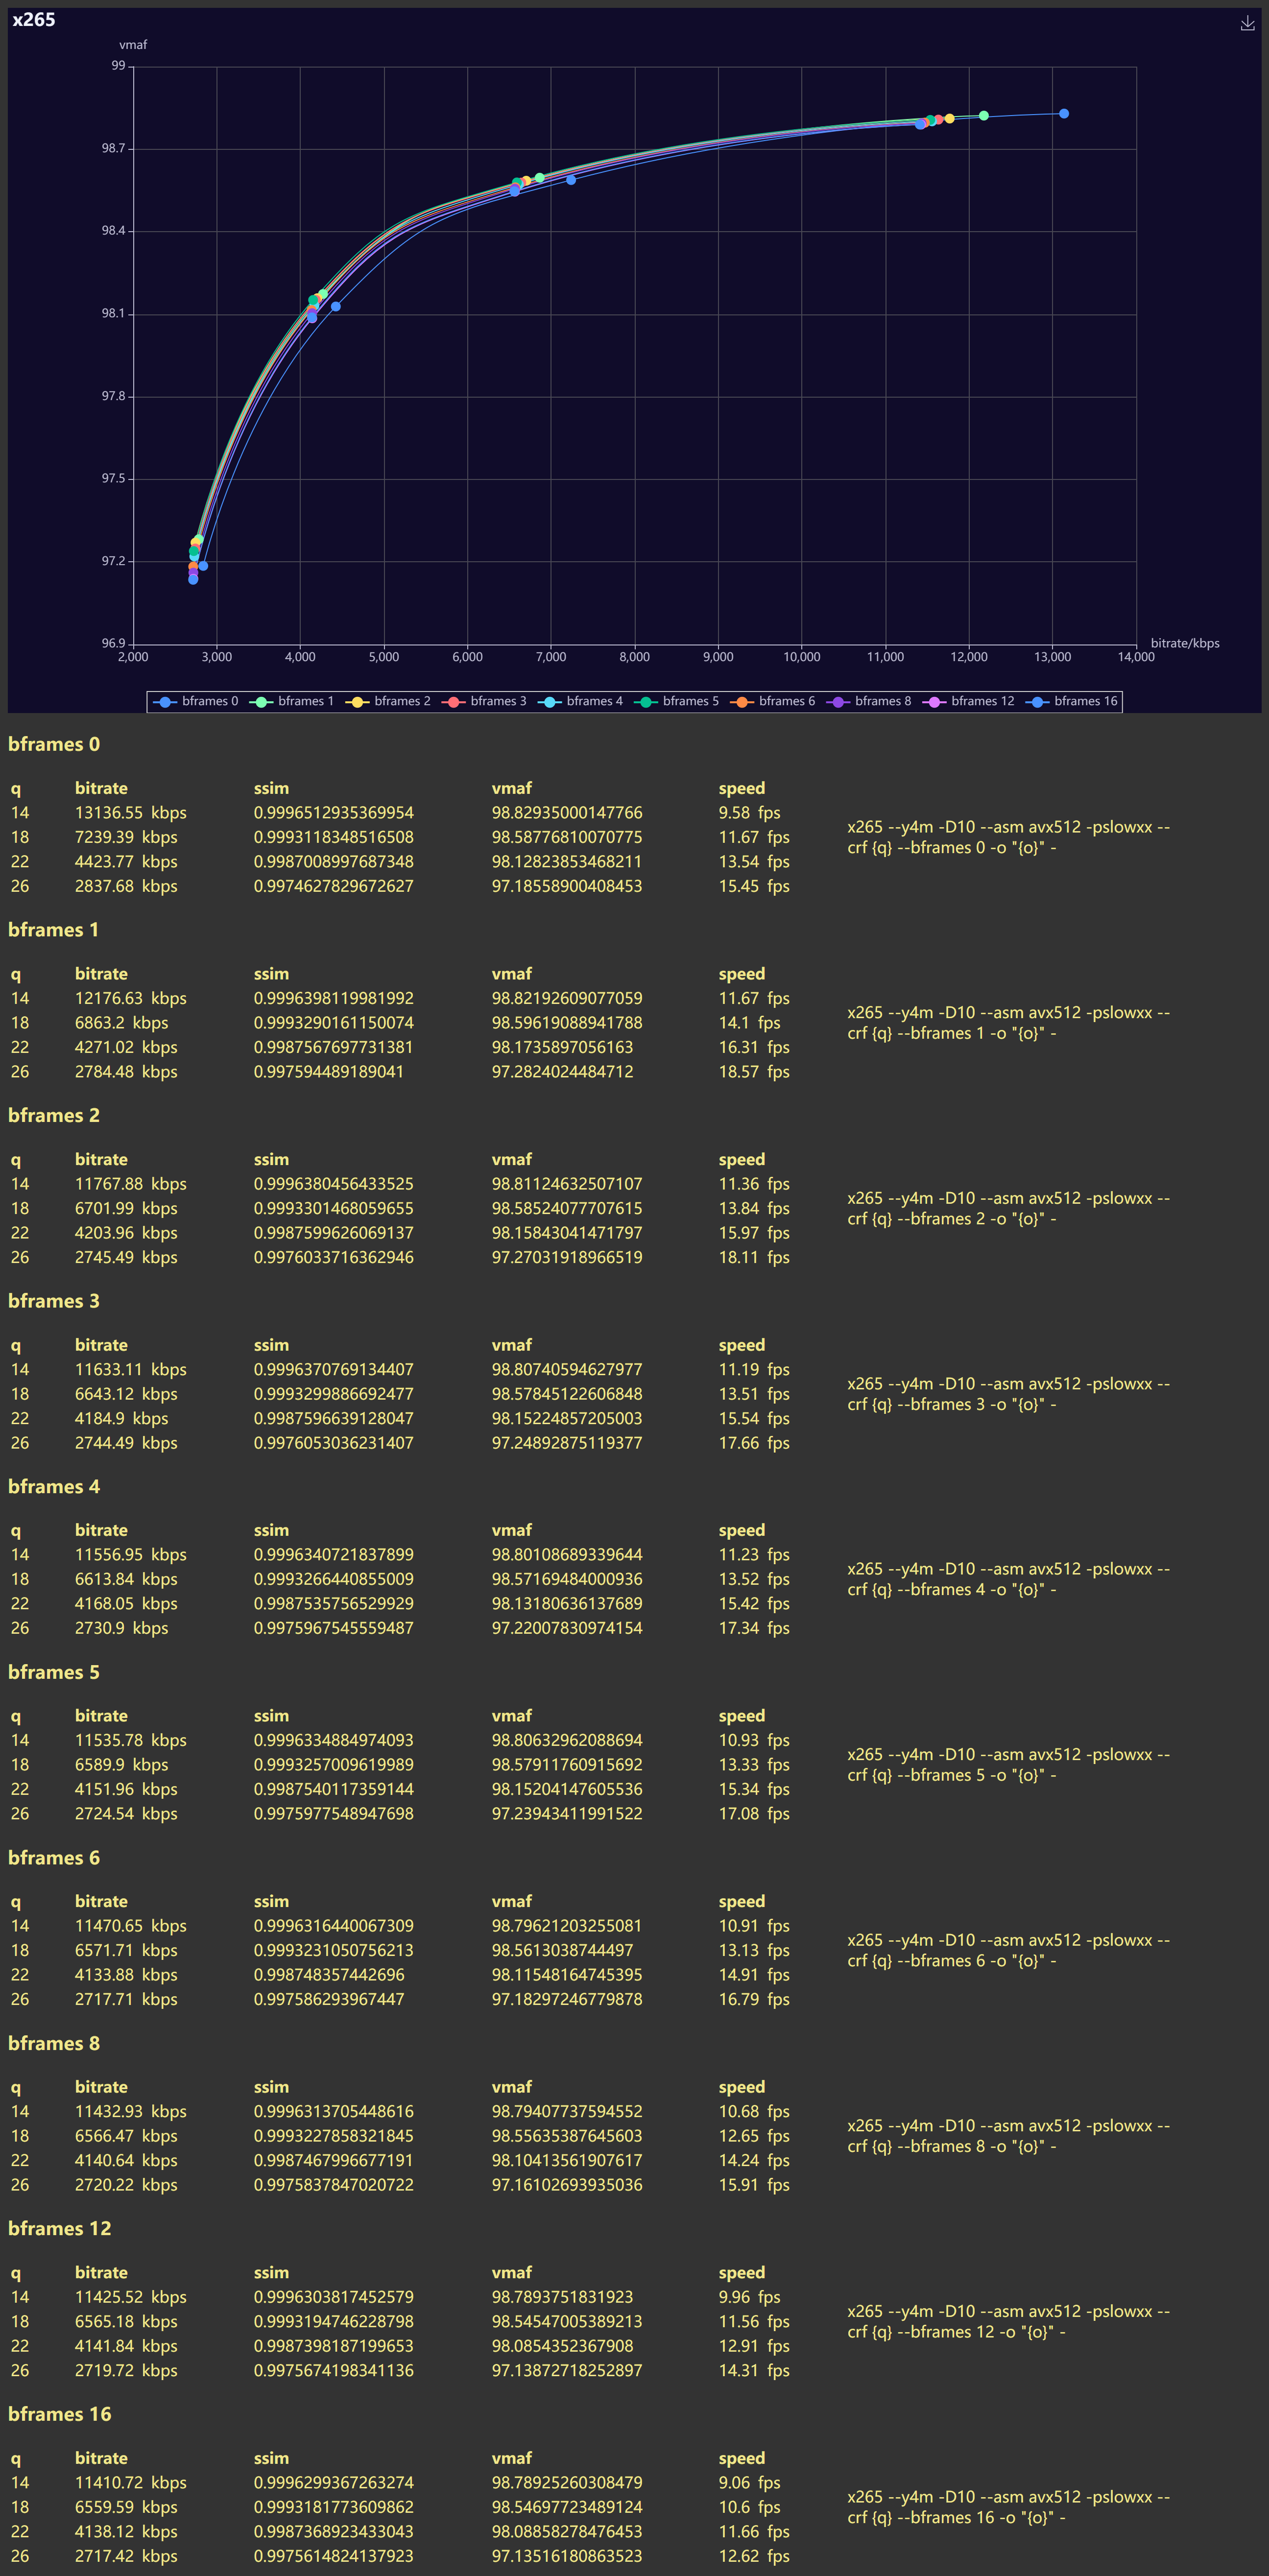 x265
vmaf
99
98.7
98.4
98.1
97.8
97.5
97.2
96.9
bitrate/kbps
2,000 3,000 4,000 5,000 6,000 7,000 8,000 9,000 10,000 11,000 12,000 13,000 14,000
bframes 0 bframes 1 bframes 2 bframes 3 bframes 4 bframes 5 bframes 6 bframes 8 bframes 12 bframes 16
bframes 0
q bitrate ssim vmaf speed
14 13136.55 kbps 0.9996512935369954 98.82935000147766 9.58 fps
18 7239.39 kbps 0.9993118348516508 98.58776810070775 11.67 fps
22 4423.77 kbps 0.9987008997687348 98.12823853468211 13.54 fps
26 2837.68 kbps 0.9974627829672627 97.18558900408453 15.45 fps
x265 --y4m -D10 --asm avx512 -pslowxx --
crf {q} --bframes 0 -o "{o}" -
bframes 1
q bitrate ssim vmaf speed
14 12176.63 kbps 0.9996398119981992 98.82192609077059 11.67 fps
18 6863.2 kbps 0.9993290161150074 98.59619088941788 14.1 fps
22 4271.02 kbps 0.9987567697731381 98.1735897056163 16.31 fps
26 2784.48 kbps 0.997594489189041 97.2824024484712 18.57 fps
x265 --y4m -D10 --asm avx512 -pslowxx --
crf {q} --bframes 1 -o "{o}" -
bframes 2
q bitrate ssim vmaf speed
14 11767.88 kbps 0.9996380456433525 98.81124632507107 11.36 fps
18 6701.99 kbps 0.9993301468059655 98.58524077707615 13.84 fps
22 4203.96 kbps 0.9987599626069137 98.15843041471797 15.97 fps
26 2745.49 kbps 0.9976033716362946 97.27031918966519 18.11 fps
x265 --y4m -D10 --asm avx512 -pslowxx --
crf {q} --bframes 2 -o "{o}" -
bframes 3
q bitrate ssim vmaf speed
14 11633.11 kbps 0.9996370769134407 98.80740594627977 11.19 fps
18 6643.12 kbps 0.9993299886692477 98.57845122606848 13.51 fps
22 4184.9 kbps 0.9987596639128047 98.15224857205003 15.54 fps
26 2744.49 kbps 0.9976053036231407 97.24892875119377 17.66 fps
x265 --y4m -D10 --asm avx512 -pslowxx --
crf {q} --bframes 3 -o "{o}" -
bframes 4
q bitrate ssim vmaf speed
14 11556.95 kbps 0.9996340721837899 98.80108689339644 11.23 fps
18 6613.84 kbps 0.9993266440855009 98.57169484000936 13.52 fps
22 4168.05 kbps 0.9987535756529929 98.13180636137689 15.42 fps
26 2730.9 kbps 0.9975967545559487 97.22007830974154 17.34 fps
x265 --y4m -D10 --asm avx512 -pslowxx --
crf {q} --bframes 4 -o "{o}" -
bframes 5
q bitrate ssim vmaf speed
14 11535.78 kbps 0.9996334884974093 98.80632962088694 10.93 fps
18 6589.9 kbps 0.9993257009619989 98.57911760915692 13.33 fps
22 4151.96 kbps 0.9987540117359144 98.15204147605536 15.34 fps
26 2724.54 kbps 0.9975977548947698 97.23943411991522 17.08 fps
x265 --y4m -D10 --asm avx512 -pslowxx --
crf {q} --bframes 5 -o "{o}" -
bframes 6
q bitrate ssim vmaf speed
14 11470.65 kbps 0.9996316440067309 98.79621203255081 10.91 fps
18 6571.71 kbps 0.9993231050756213 98.5613038744497 13.13 fps
22 4133.88 kbps 0.998748357442696 98.11548164745395 14.91 fps
26 2717.71 kbps 0.997586293967447 97.18297246779878 16.79 fps
x265 --y4m -D10 --asm avx512 -pslowxx --
crf {q} --bframes 6 -o "{o}" -
bframes 8
q bitrate ssim vmaf speed
14 11432.93 kbps 0.9996313705448616 98.79407737594552 10.68 fps
18 6566.47 kbps 0.9993227858321845 98.55635387645603 12.65 fps
22 4140.64 kbps 0.9987467996677191 98.10413561907617 14.24 fps
26 2720.22 kbps 0.9975837847020722 97.16102693935036 15.91 fps
x265 --y4m -D10 --asm avx512 -pslowxx --
crf {q} --bframes 8 -o "{o}" -
bframes 12
q bitrate ssim vmaf speed
14 11425.52 kbps 0.9996303817452579 98.7893751831923 9.96 fps
18 6565.18 kbps 0.9993194746228798 98.54547005389213 11.56 fps
22 4141.84 kbps 0.9987398187199653 98.0854352367908 12.91 fps
26 2719.72 kbps 0.9975674198341136 97.13872718252897 14.31 fps
x265 --y4m -D10 --asm avx512 -pslowxx --
crf {q} --bframes 12 -o "{o}" -
bframes 16
q bitrate ssim vmaf speed
14 11410.72 kbps 0.9996299367263274 98.78925260308479 9.06 fps
18 6559.59 kbps 0.9993181773609862 98.54697723489124 10.6 fps
22 4138.12 kbps 0.9987368923433043 98.08858278476453 11.66 fps
26 2717.42 kbps 0.9975614824137923 97.13516180863523 12.62 fps
x265 --y4m -D10 --asm avx512 -pslowxx --
crf {q} --bframes 16 -o "{o}" -